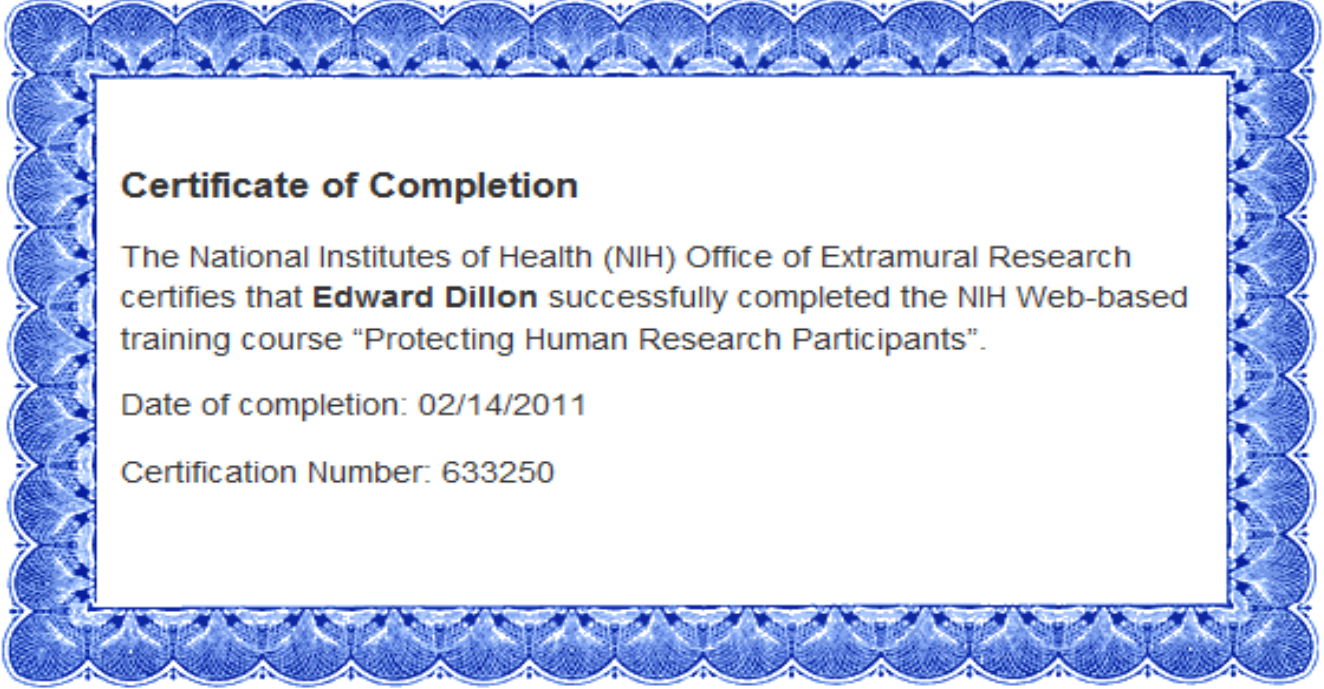 Certificate of Completion
The National Institutes of Health (NIH) Office of Extramural Research
certifies that Edward Dillon successfully completed the NIH Web-based
training course “Protecting Human Research Participants”.
Date of completion: 02/14/2011
Certification Number: 633250